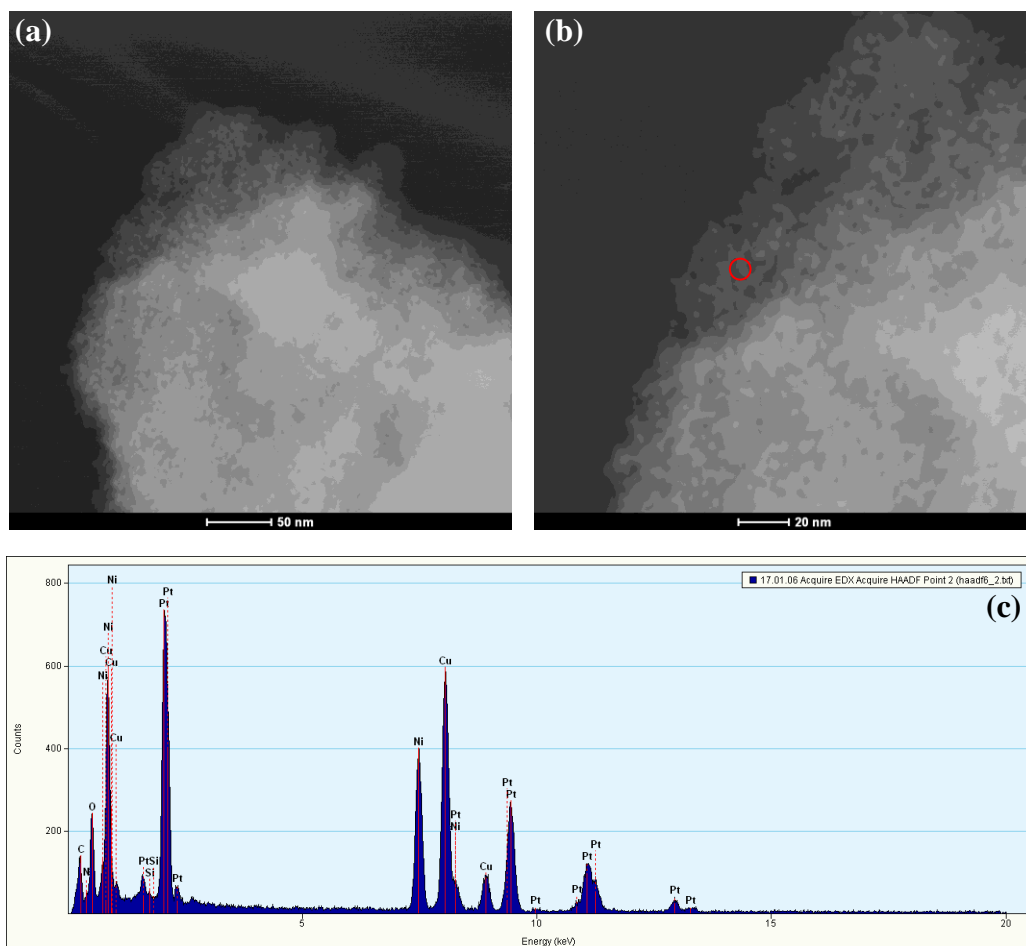 (a)
(b)
50 nm
20 nm
17.01.06 Acquire EDX Acquire HAADF Point 2 (haadf6_2.txt)
(c)
Counts
800
600
400
200
Ni
Ni
Cu
Cu
Ni
Cu
O
C
N
Pt
Pt
Pt
Si
Si
Pt
Ni
Cu
Pt
Ni
Cu
Pt
Pt
Pt
Pt
Pt
Pt
Pt
Pt
5
10
15
20
Energy (keV)